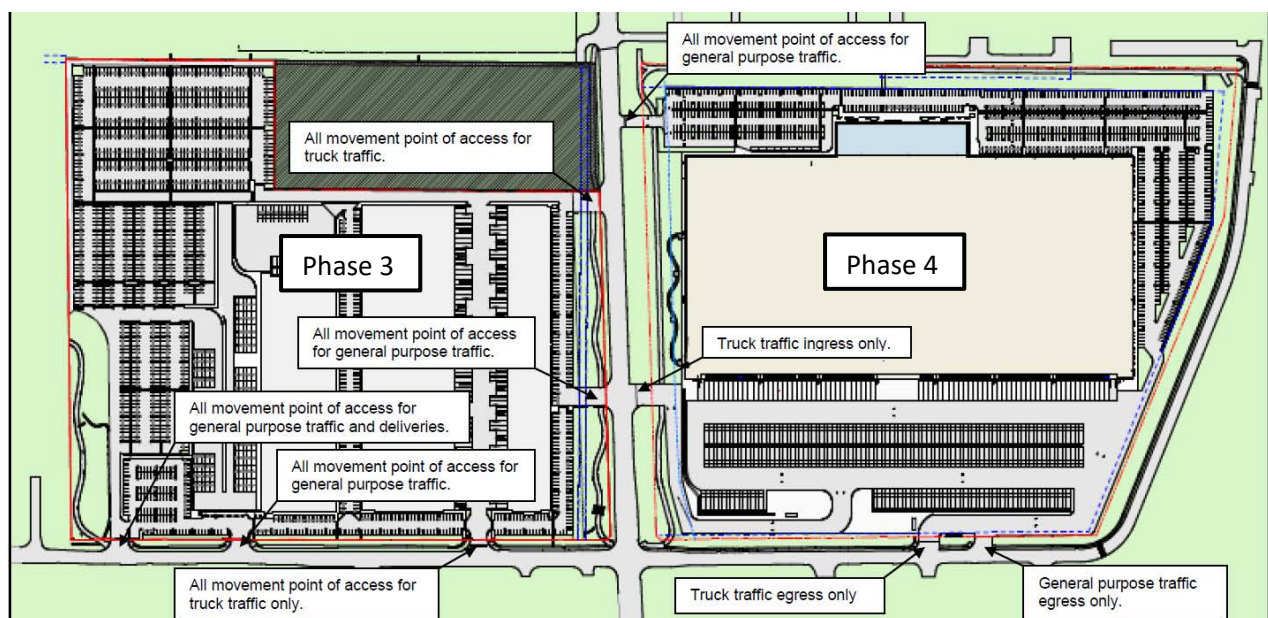 All movement point of access for
general purpose traffic.
All movement point of access for
truck traffic.
Phase 3
Phase 4
All movement point of access
for general purpose traffic.
Truck traffic ingress only.
All movement point of access for
general purpose traffic and deliveries.
All movement point of access for
general purpose traffic.
All movement point of access for
truck traffic only.
Truck traffic egress only
General purpose traffic
egress only.